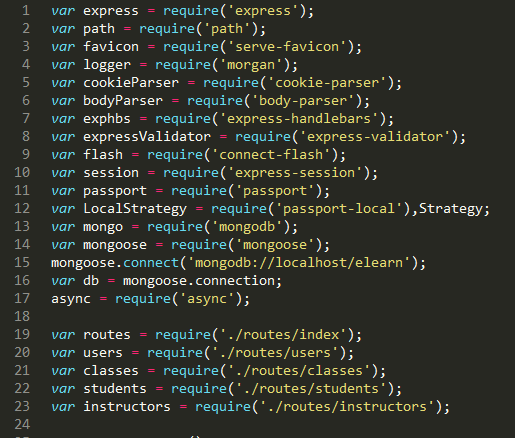 1 var express = require('express');
2 var path = require('path');
3 var favicon = require('serve-favicon');
4 var logger = require('morgan');
5 var cookieParser = require('cookie-parser');
6 var bodyParser = require('body-parser');
7 var exphbs = require('express-handlebars');
8 var expressValidator = require('express-validator');
9 var flash = require('connect-flash');
10 var session = require('express-session');
11 var passport = require('passport');
12 var LocalStrategy = require('passport-local'),Strategy;
13 var mongo = require('mongodb');
14 var mongoose = require('mongoose');
15 mongoose.connect('mongodb://localhost/elearn');
16 var db = mongoose.connection;
17 async = require('async');
18
19 var routes = require('./routes/index');
20 var users = require('./routes/users');
21 var classes = require('./routes/classes');
22 var students = require('./routes/students');
23 var instructors = require('./routes/instructors');
24